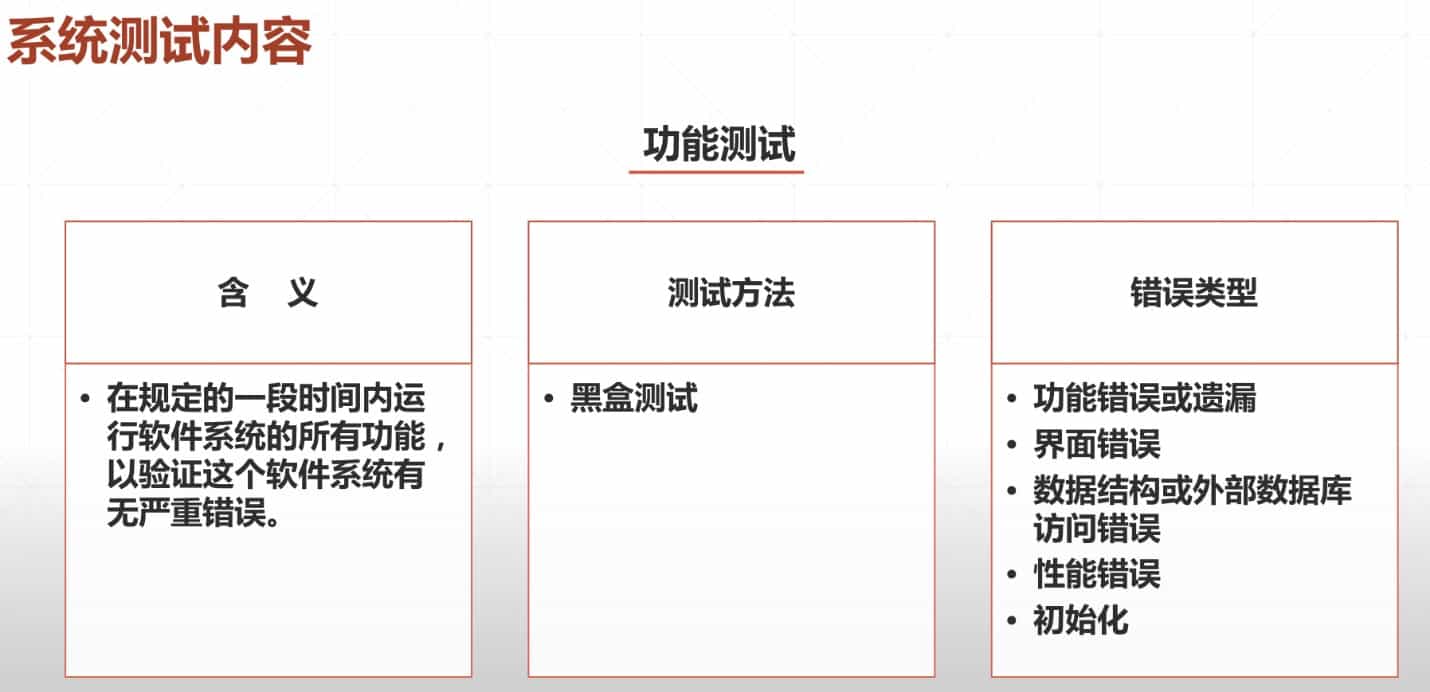 系统测试内容
功能测试
含 义
• 在规定的一段时间内运
行软件系统的所有功能，
以验证这个软件系统有
无严重错误。
测试方法
• 黑盒测试
错误类型
• 功能错误或遗漏
• 界面错误
• 数据结构或外部数据库
访问错误
• 性能错误
• 初始化